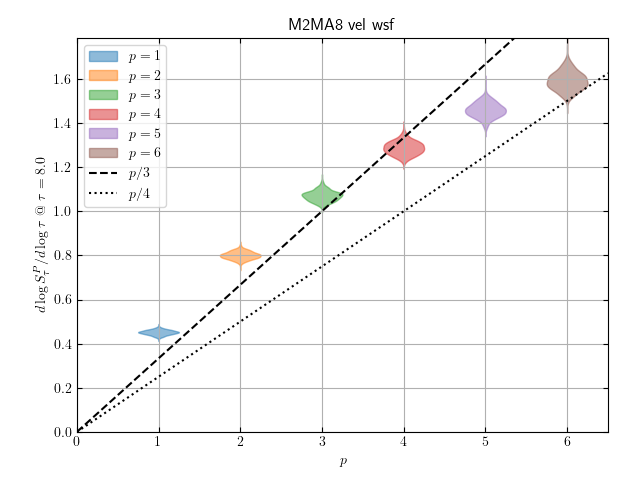 M2MA8 vel wsf
p = 1
p = 2
p = 3
p = 4
p = 5
p = 6
p/3
p/4
d log S_τ^P / d log τ @ τ = 8.0
1.6
1.4
1.2
1.0
0.8
0.6
0.4
0.2
0.0
0 1 2 3 4 5 6
p